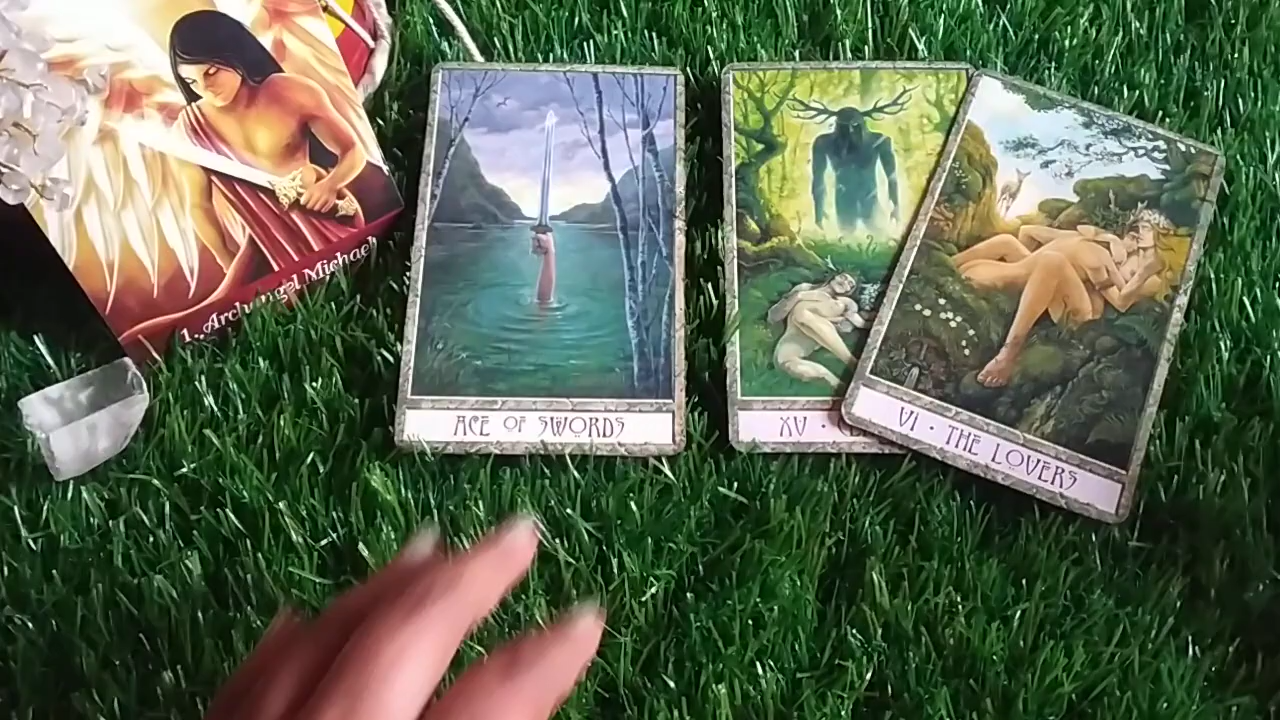 1. Archangel Michael
ACE OF SWORDS
XV ·
VI · THE LOVERS